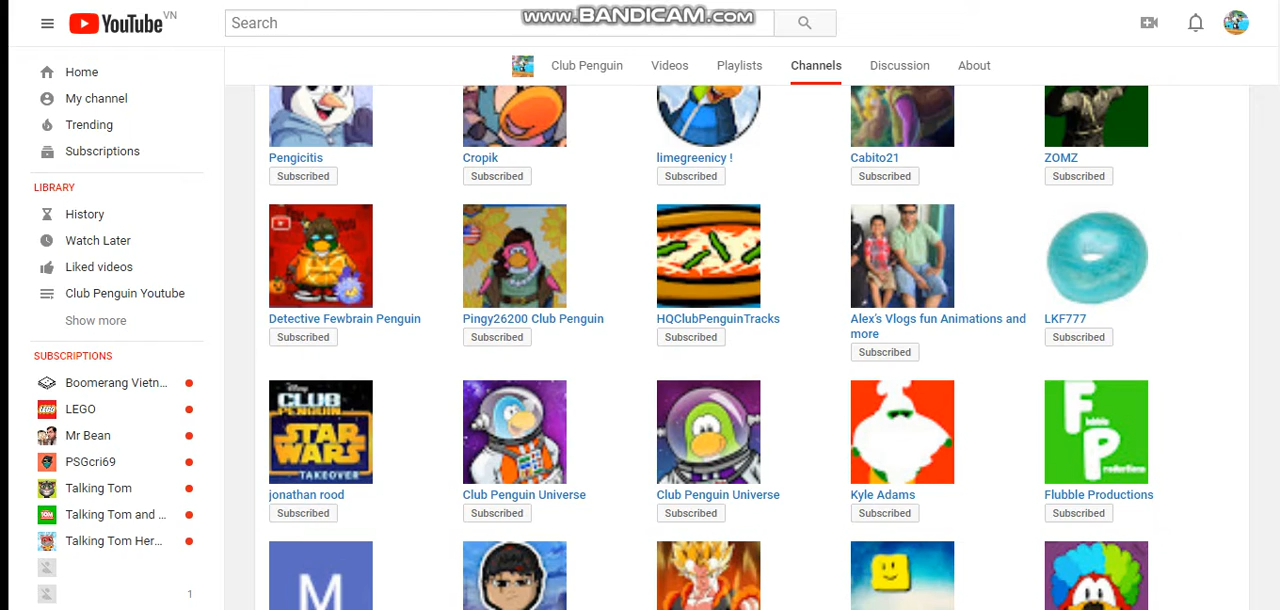 YouTube VN
Search
www.BANDICAM.com
Home
My channel
Trending
Subscriptions
LIBRARY
History
Watch Later
Liked videos
Club Penguin Youtube
Show more
SUBSCRIPTIONS
Boomerang Vietn...
LEGO
Mr Bean
PSGcri69
Talking Tom
Talking Tom and ...
Talking Tom Her...
1
Club Penguin Videos Playlists Channels Discussion About
Pengicitis Cropik limegreenicy ! Cabito21 ZOMZ
Subscribed Subscribed Subscribed Subscribed Subscribed
Detective Fewbrain Penguin Pingy26200 Club Penguin HQClubPenguinTracks Alex's Vlogs fun Animations and LKF777
more
Subscribed Subscribed Subscribed Subscribed Subscribed
Disney
CLUB
PENGUIN
STAR
WARS
TAKEOVER
Flubble
Productions
jonathan rood Club Penguin Universe Club Penguin Universe Kyle Adams Flubble Productions
Subscribed Subscribed Subscribed Subscribed Subscribed
M